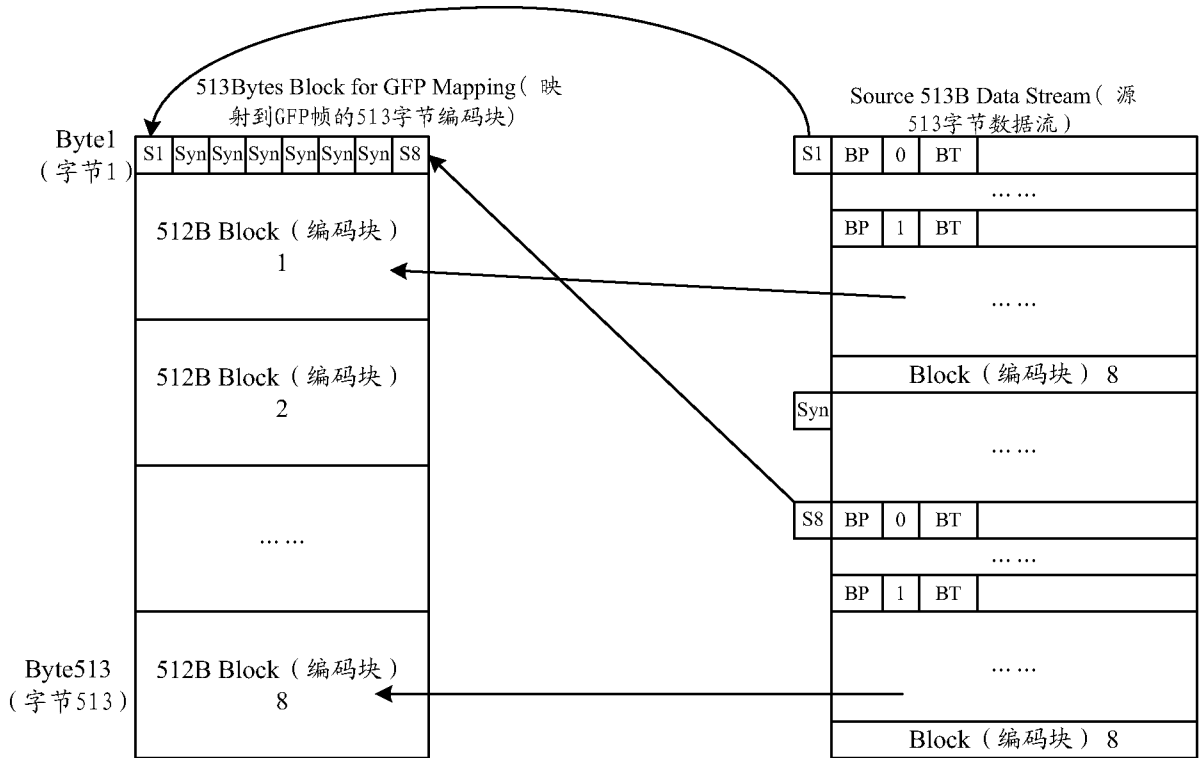 513Bytes Block for GFP Mapping( 映
射到GFP帧的513字节编码块)
Byte1
(字节1)
S1 Syn Syn Syn Syn Syn Syn S8
512B Block (编码块)
1
512B Block (编码块)
2
... ...
Byte513
(字节513)
512B Block (编码块)
8
Source 513B Data Stream( 源
513字节数据流)
S1 BP 0 BT
... ...
BP 1 BT
... ...
Block (编码块) 8
Syn
... ...
S8 BP 0 BT
... ...
BP 1 BT
... ...
Block (编码块) 8